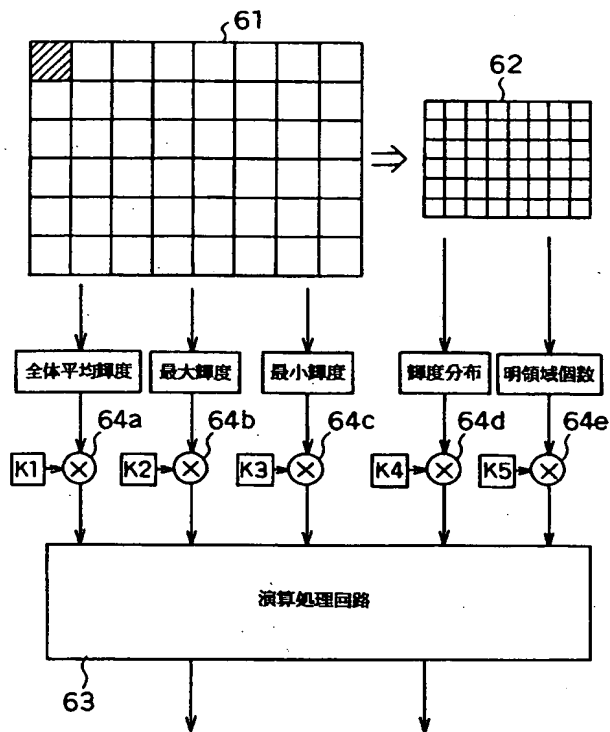 61
62
全体平均輝度
最大輝度
最小輝度
輝度分布
明領域個数
64a
64b
64c
64d
64e
K1
K2
K3
K4
K5
演算処理回路
63